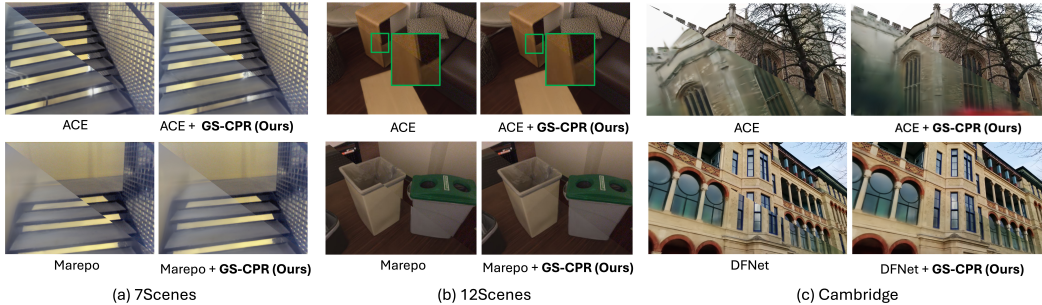 ACE
ACE + GS-CPR (Ours)
ACE
ACE + GS-CPR (Ours)
ACE
ACE + GS-CPR (Ours)
Marepo
Marepo + GS-CPR (Ours)
Marepo
Marepo + GS-CPR (Ours)
DFNet
DFNet + GS-CPR (Ours)
(a) 7Scenes
(b) 12Scenes
(c) Cambridge